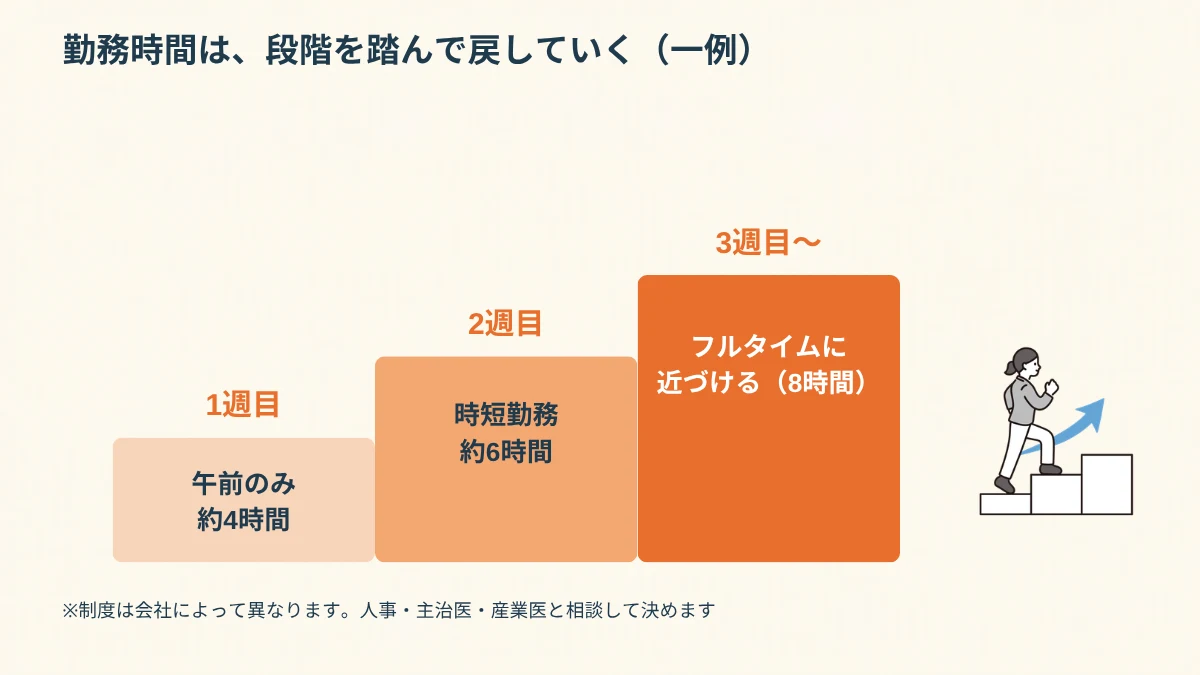 勤務時間は、段階を踏んで戻していく（一例）
1週目
午前のみ
約4時間
2週目
時短勤務
約6時間
3週目～
フルタイムに
近づける（8時間）
※制度は会社によって異なります。人事・主治医・産業医と相談して決めます